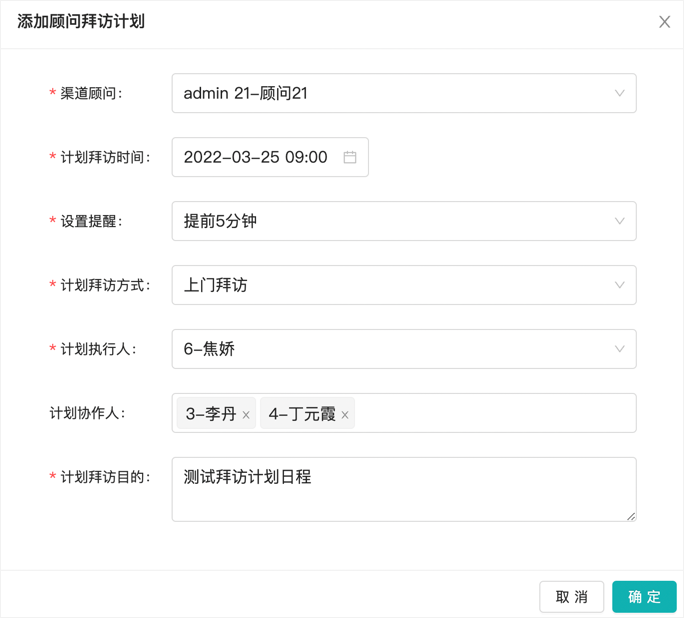 添加顾问拜访计划
* 渠道顾问： admin 21-顾问21
* 计划拜访时间： 2022-03-25 09:00
* 设置提醒： 提前5分钟
* 计划拜访方式： 上门拜访
* 计划执行人： 6-焦娇
计划协作人： 3-李丹 × 4-丁元霞 ×
* 计划拜访目的： 测试拜访计划日程
取 消 确 定